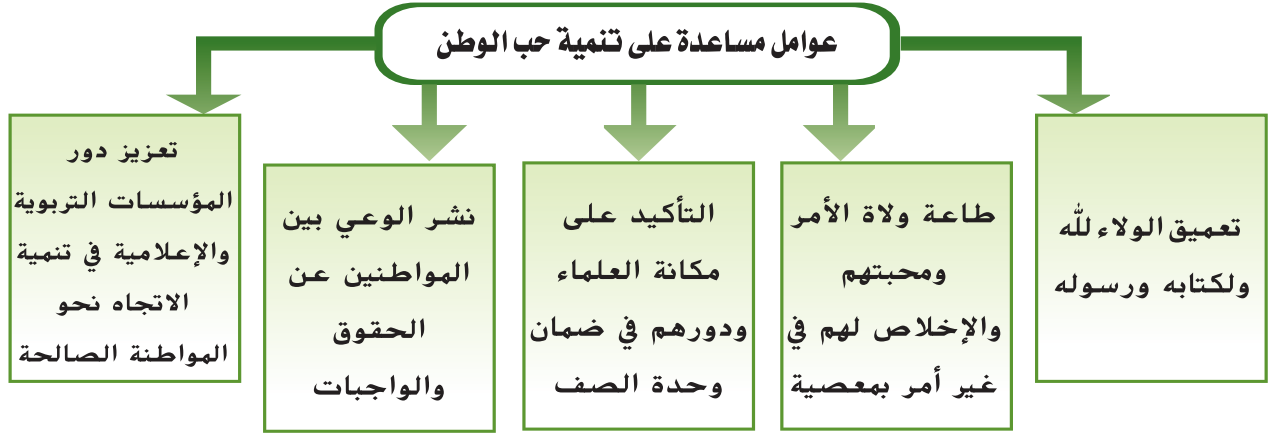 عوامل مساعدة على تنمية حب الوطن
تعميق الولاء لله
ولكتابه ورسوله
طاعة ولاة الأمر
ومحبتهم
والإخلاص لهم في
غير أمر بمعصية
التأكيد على
مكانة العلماء
ودورهم في ضمان
وحدة الصف
نشر الوعي بين
المواطنين عن
الحقوق
والواجبات
تعزيز دور
المؤسسات التربوية
والإعلامية في تنمية
الاتجاه نحو
المواطنة الصالحة